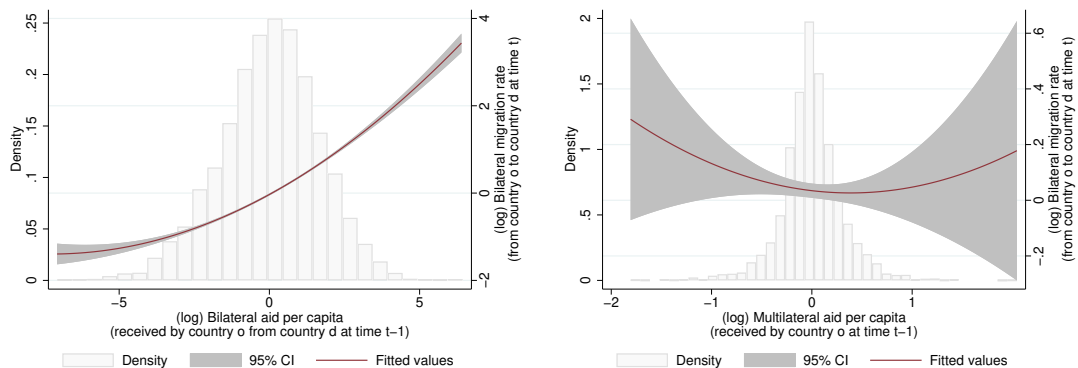 Density
0
.05
.1
.15
.2
.25
−2
0
2
4
(log) Bilateral migration rate
(from country o to country d at time t)
−5
0
5
(log) Bilateral aid per capita
(received by country o from country d at time t−1)
Density
95% CI
Fitted values
Density
0
.5
1
1.5
2
−.2
0
.2
.4
.6
(log) Bilateral migration rate
(from country o to country d at time t)
−2
−1
0
1
(log) Multilateral aid per capita
(received by country o at time t−1)
Density
95% CI
Fitted values